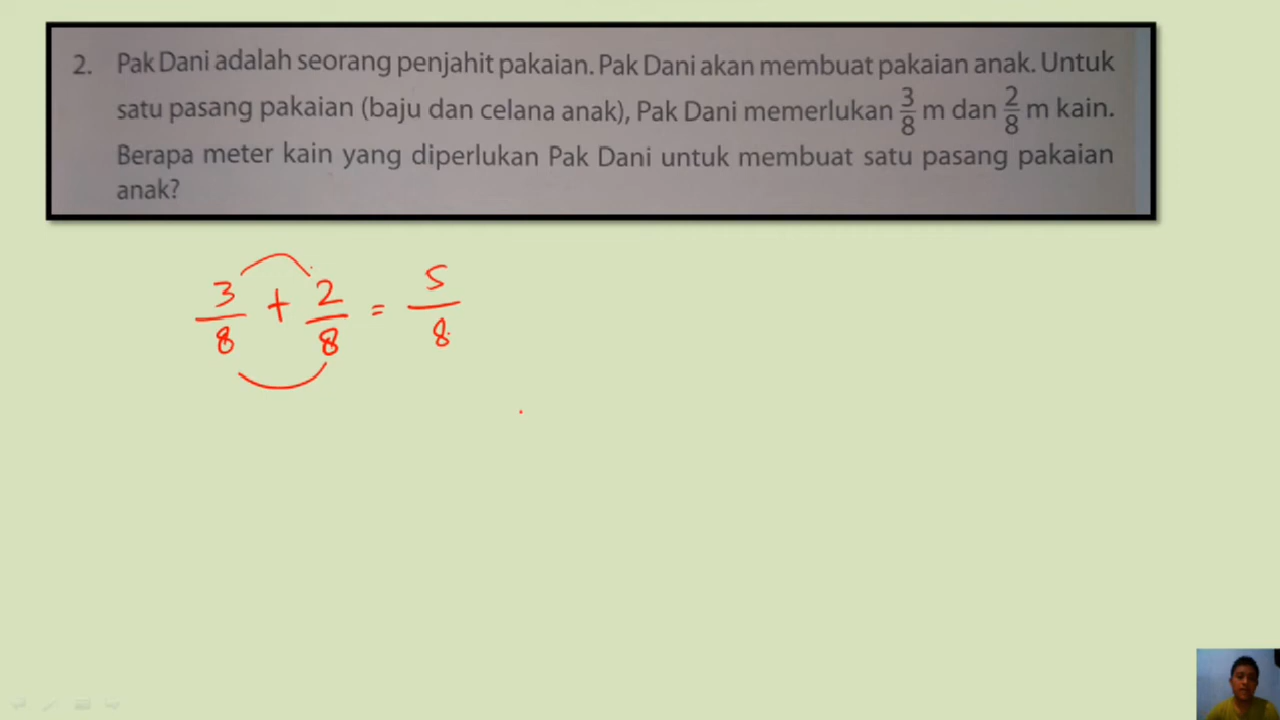 2. Pak Dani adalah seorang penjahit pakaian. Pak Dani akan membuat pakaian anak. Untuk
satu pasang pakaian (baju dan celana anak), Pak Dani memerlukan 3/8 m dan 2/8 m kain.
Berapa meter kain yang diperlukan Pak Dani untuk membuat satu pasang pakaian
anak?
3/8 + 2/8 = 5/8